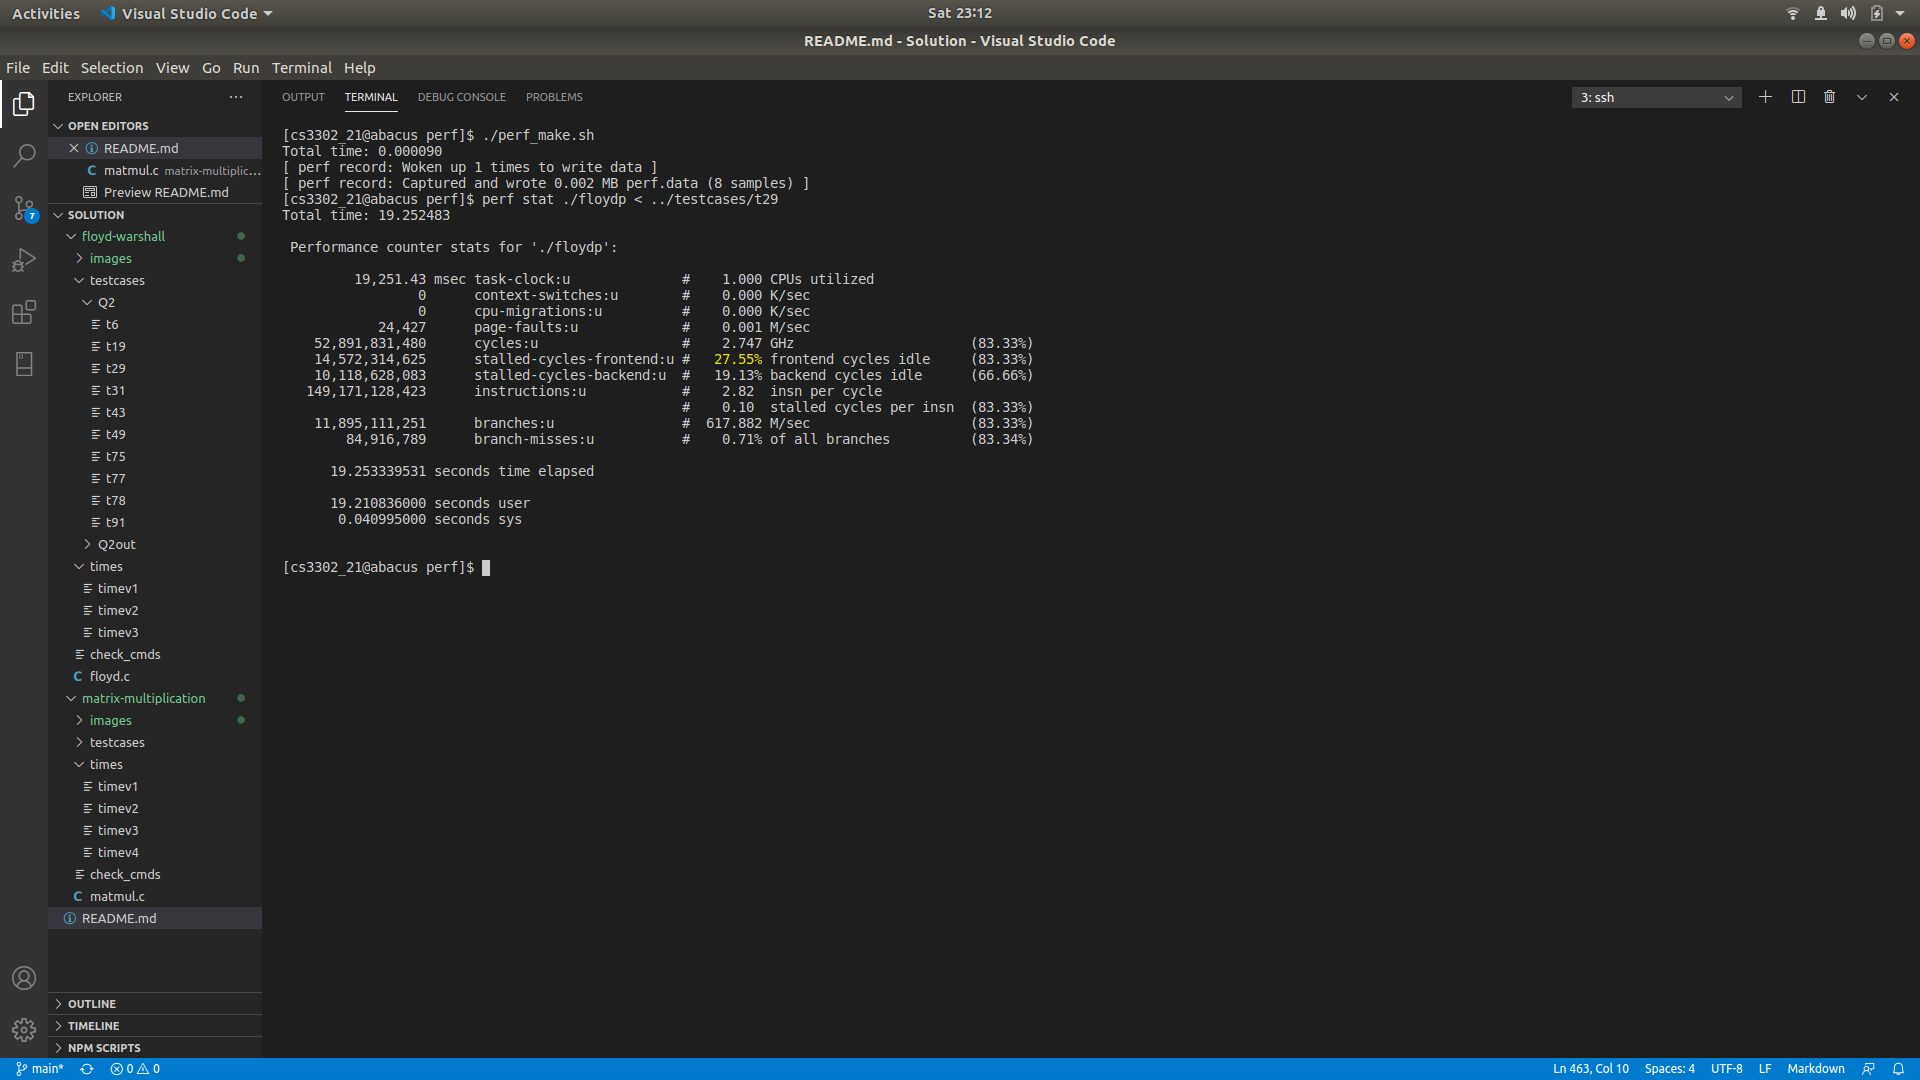 Activities Visual Studio Code Sat 23:12
README.md - Solution - Visual Studio Code
File Edit Selection View Go Run Terminal Help
EXPLORER ...
OPEN EDITORS
README.md
C matmul.c matrix-multiplic...
Preview README.md
SOLUTION
7
floyd-warshall
images
testcases
Q2
t6
t19
t29
t31
t43
t49
t75
t77
t78
t91
Q2out
times
timev1
timev2
timev3
check_cmds
C floyd.c
matrix-multiplication
images
testcases
times
timev1
timev2
timev3
timev4
check_cmds
C matmul.c
README.md
OUTLINE
TIMELINE
NPM SCRIPTS
OUTPUT TERMINAL DEBUG CONSOLE PROBLEMS 3: ssh
[cs3302_21@abacus perf]$ ./perf_make.sh
Total time: 0.000090
[ perf record: Woken up 1 times to write data ]
[ perf record: Captured and wrote 0.002 MB perf.data (8 samples) ]
[cs3302_21@abacus perf]$ perf stat ./floydp < ../testcases/t29
Total time: 19.252483
Performance counter stats for './floydp':
19,251.43 msec task-clock:u # 1.000 CPUs utilized
0 context-switches:u # 0.000 K/sec
0 cpu-migrations:u # 0.000 K/sec
24,427 page-faults:u # 0.001 M/sec
52,891,831,480 cycles:u # 2.747 GHz (83.33%)
14,572,314,625 stalled-cycles-frontend:u # 27.55% frontend cycles idle (83.33%)
10,118,628,083 stalled-cycles-backend:u # 19.13% backend cycles idle (66.66%)
149,171,128,423 instructions:u # 2.82 insn per cycle
# 0.10 stalled cycles per insn (83.33%)
11,895,111,251 branches:u # 617.882 M/sec (83.33%)
84,916,789 branch-misses:u # 0.71% of all branches (83.34%)
19.253339531 seconds time elapsed
19.210836000 seconds user
0.040995000 seconds sys
[cs3302_21@abacus perf]$
main* 0 0 Ln 463, Col 10 Spaces: 4 UTF-8 LF Markdown